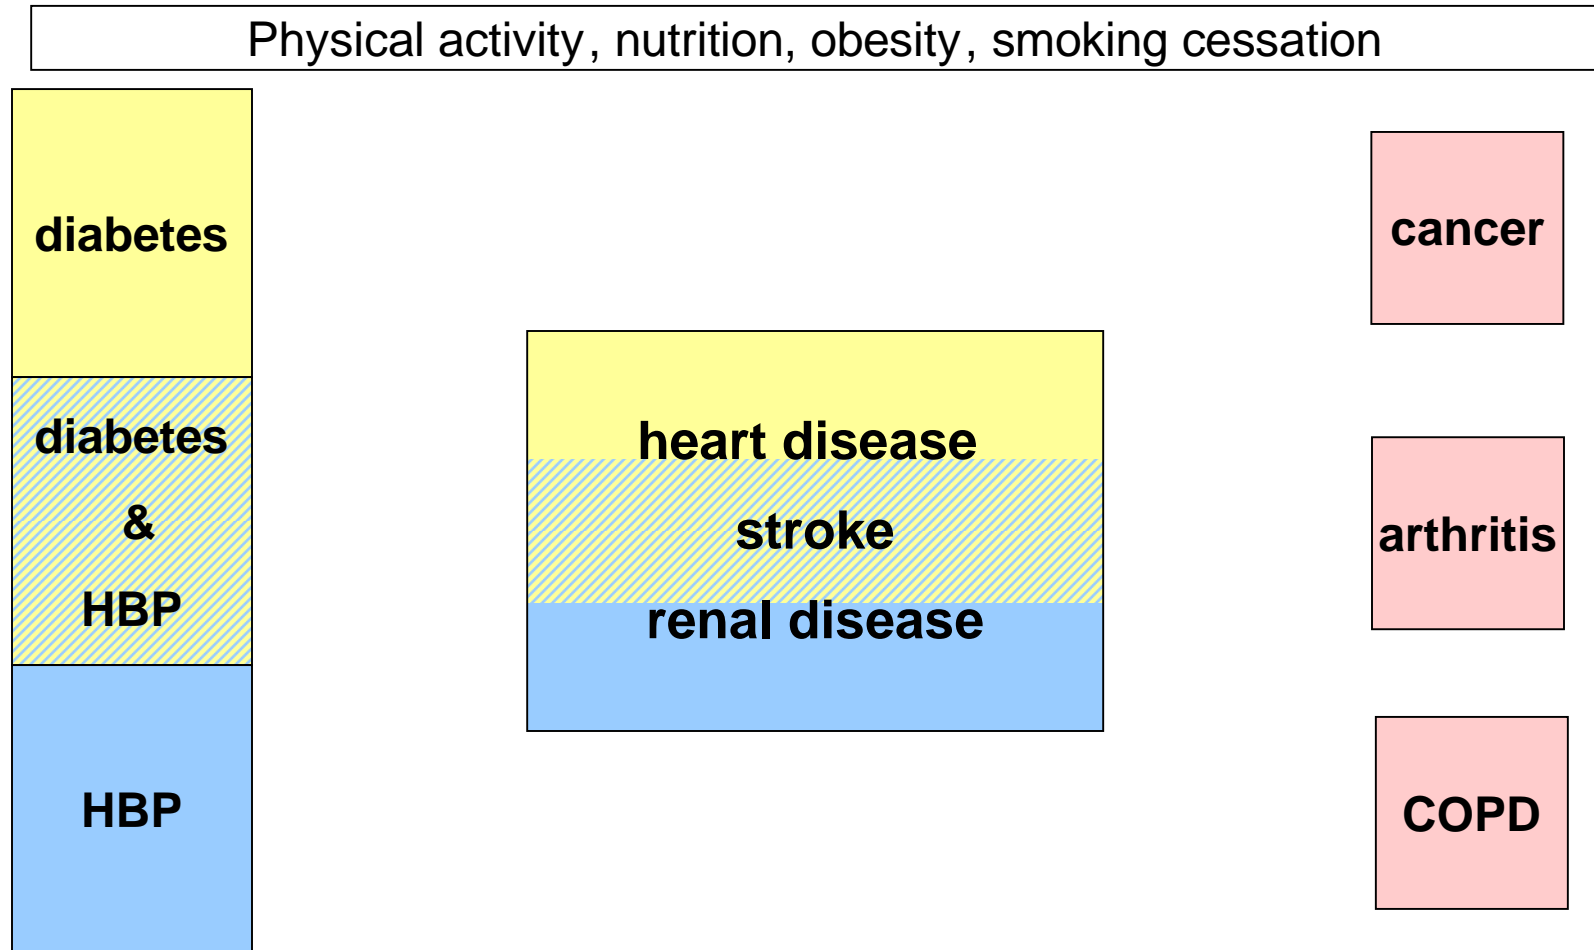 Physical activity, nutrition, obesity, smoking cessation
diabetes
diabetes
&
HBP
HBP
heart disease
stroke
renal disease
cancer
arthritis
COPD